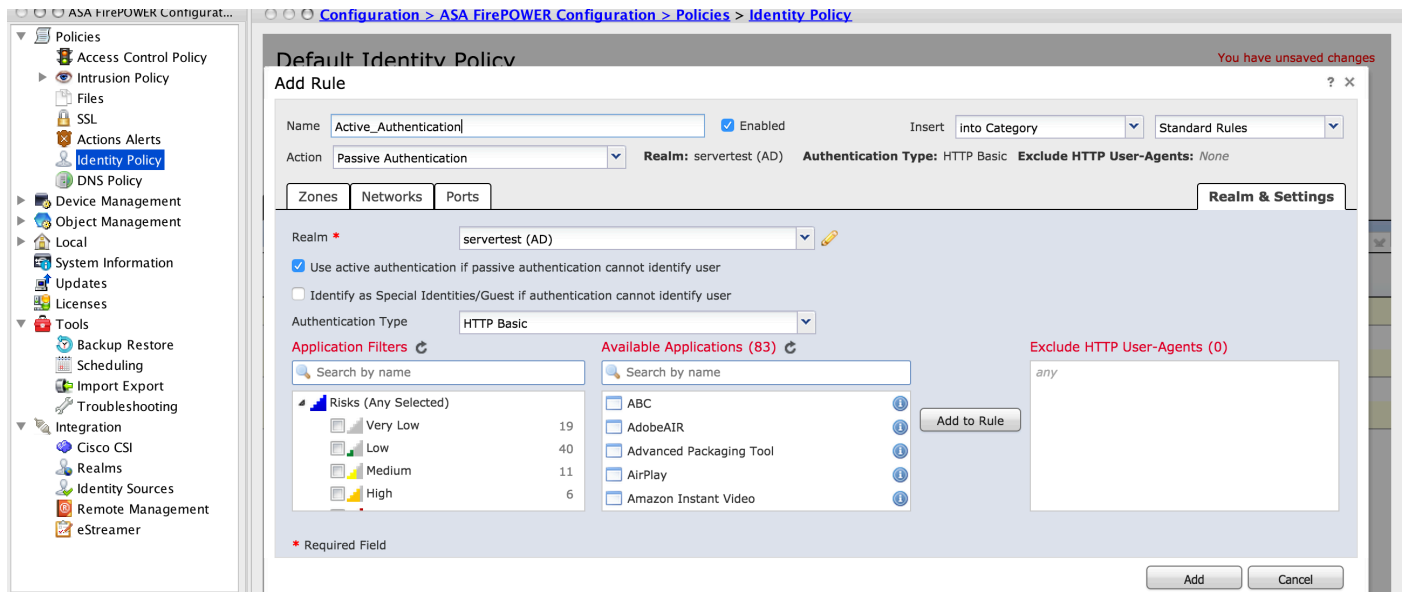 ASA FirePOWER Configurat...
Policies
Access Control Policy
Intrusion Policy
Files
SSL
Actions Alerts
Identity Policy
DNS Policy
Device Management
Object Management
Local
System Information
Updates
Licenses
Tools
Backup Restore
Scheduling
Import Export
Troubleshooting
Integration
Cisco CSI
Realms
Identity Sources
Remote Management
eStreamer
Configuration > ASA FirePOWER Configuration > Policies > Identity Policy
Default Identity Policy
You have unsaved changes
Add Rule
? ×
Name Active_Authentication Enabled Insert into Category Standard Rules
Action Passive Authentication Realm: servertest (AD) Authentication Type: HTTP Basic Exclude HTTP User-Agents: None
Zones Networks Ports Realm & Settings
Realm * servertest (AD)
Use active authentication if passive authentication cannot identify user
Identify as Special Identities/Guest if authentication cannot identify user
Authentication Type HTTP Basic
Application Filters
Search by name
Risks (Any Selected)
Very Low 19
Low 40
Medium 11
High 6
Available Applications (83)
Search by name
ABC
AdobeAIR
Advanced Packaging Tool
AirPlay
Amazon Instant Video
Add to Rule
Exclude HTTP User-Agents (0)
any
* Required Field
Add Cancel